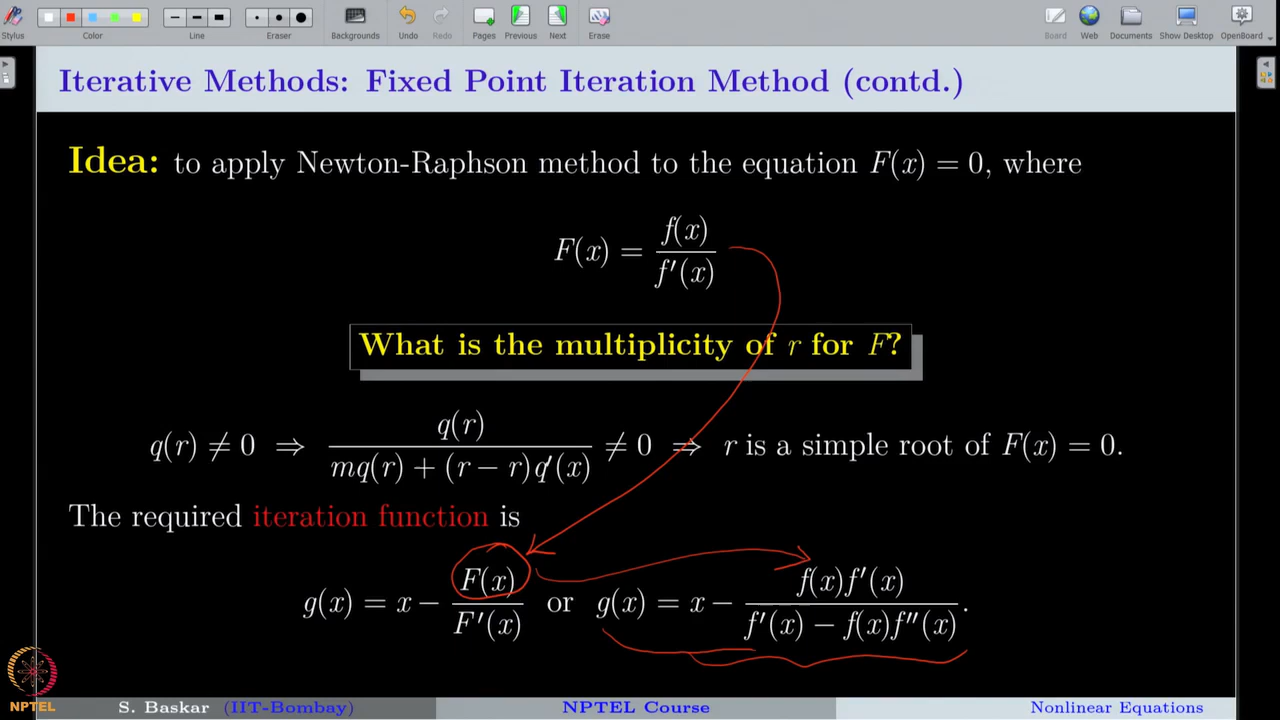 Stylus Color Line Eraser Backgrounds Undo Redo Pages Previous Next Erase Board Web Documents Show Desktop OpenBoard
Iterative Methods: Fixed Point Iteration Method (contd.)
Idea: to apply Newton-Raphson method to the equation F(x) = 0, where
F(x) = f(x) / f′(x)
What is the multiplicity of r for F?
q(r) ≠ 0 ⇒ q(r) / mq(r) + (r − r)q′(x) ≠ 0 ⇒ r is a simple root of F(x) = 0.
The required iteration function is
g(x) = x − F(x) / F′(x) or g(x) = x − f(x)f′(x) / f′(x) − f(x)f″(x).
NPTEL
S. Baskar (IIT-Bombay) NPTEL Course Nonlinear Equations